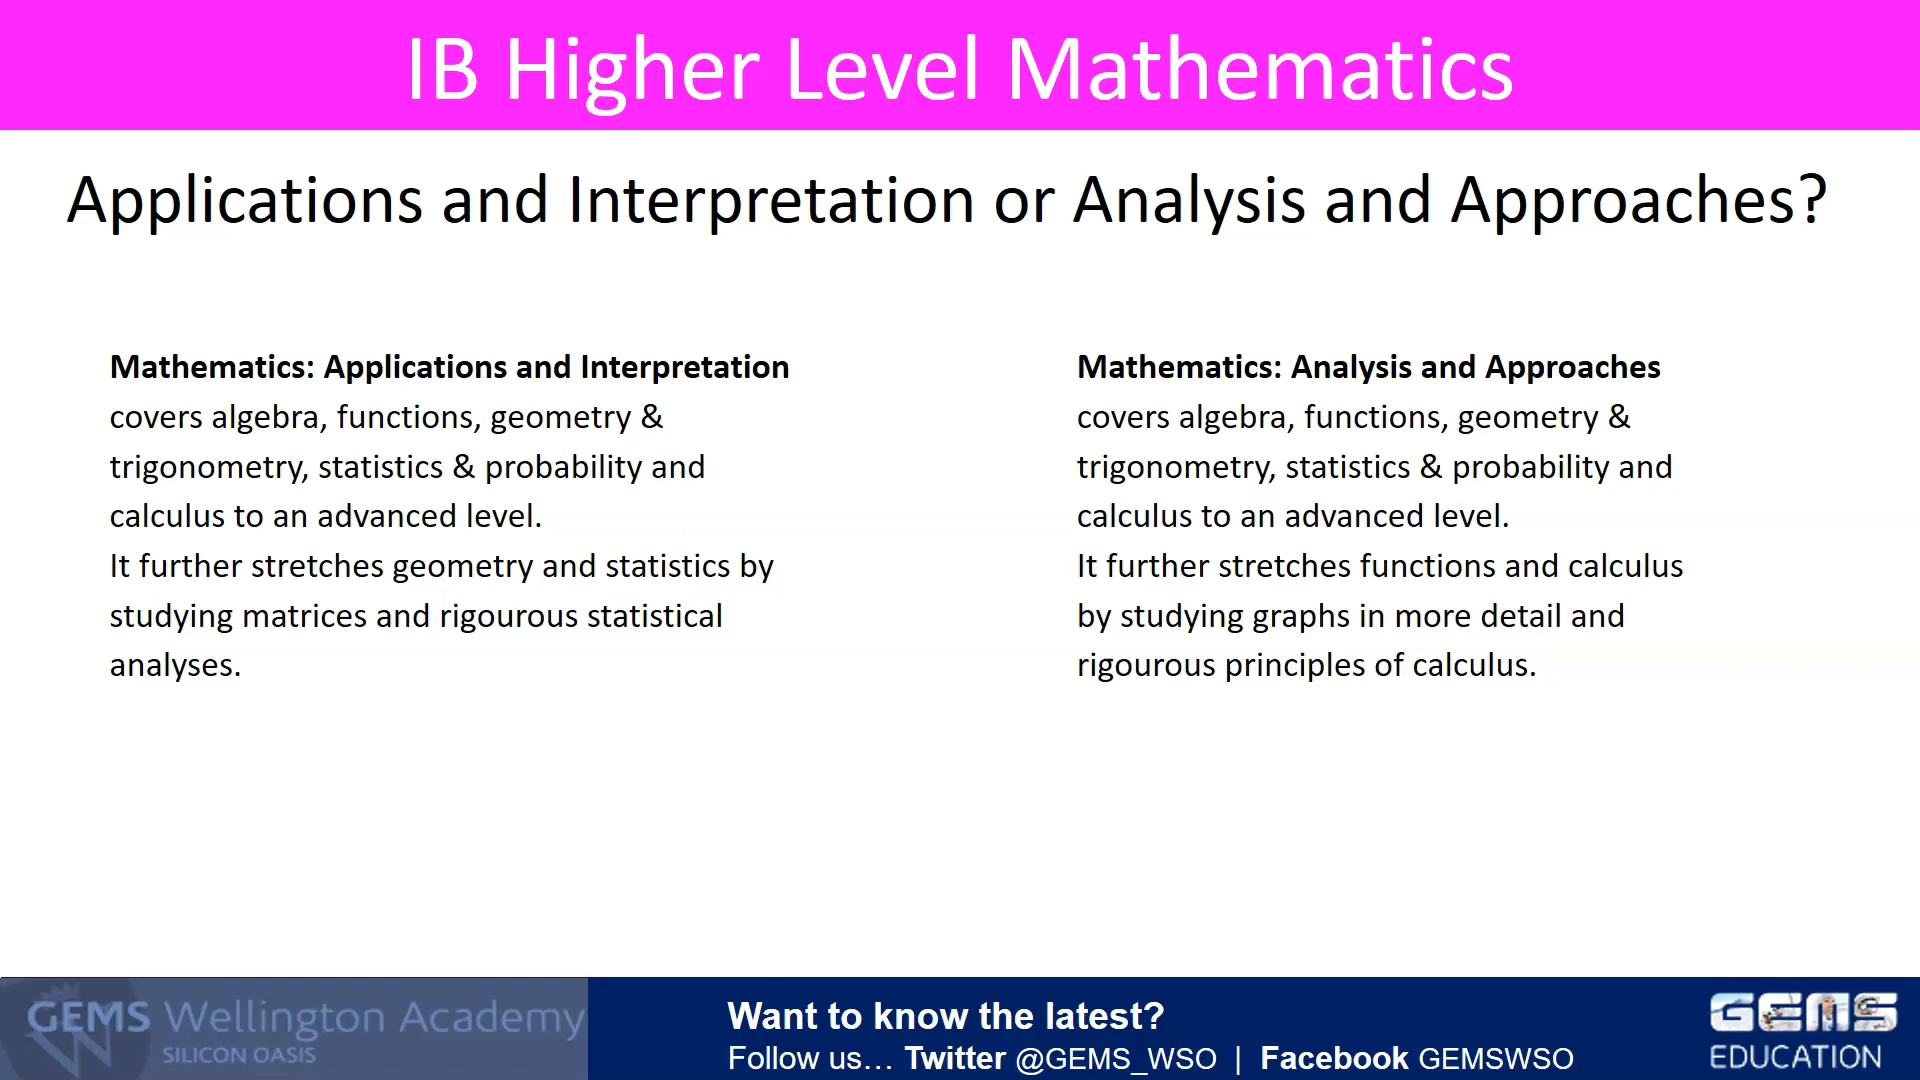 IB Higher Level Mathematics
Applications and Interpretation or Analysis and Approaches?
Mathematics: Applications and Interpretation
covers algebra, functions, geometry &
trigonometry, statistics & probability and
calculus to an advanced level.
It further stretches geometry and statistics by
studying matrices and rigourous statistical
analyses.
Mathematics: Analysis and Approaches
covers algebra, functions, geometry &
trigonometry, statistics & probability and
calculus to an advanced level.
It further stretches functions and calculus
by studying graphs in more detail and
rigourous principles of calculus.
GEMS Wellington Academy
SILICON OASIS
Want to know the latest?
Follow us... Twitter @GEMS_WSO | Facebook GEMSWSO
GEMS
EDUCATION